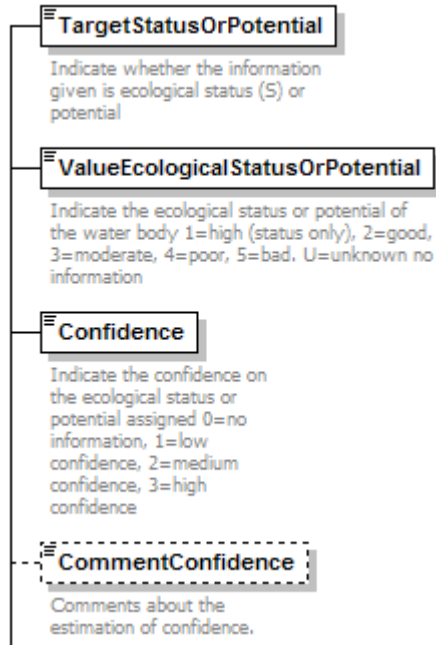 TargetStatusOrPotential
Indicate whether the information
given is ecological status (S) or
potential
ValueEcologicalStatusOrPotential
Indicate the ecological status or potential of
the water body 1=high (status only), 2=good,
3=moderate, 4=poor, 5=bad. U=unknown no
information
Confidence
Indicate the confidence on
the ecological status or
potential assigned 0=no
information, 1=low
confidence, 2=medium
confidence, 3=high
confidence
CommentConfidence
Comments about the
estimation of confidence.